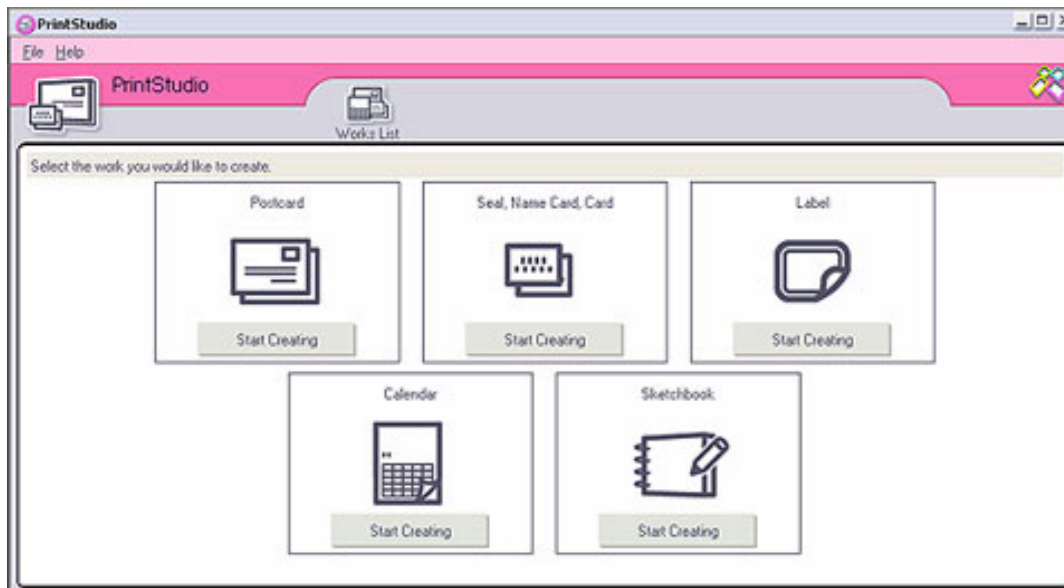 PrintStudio
File Help
PrintStudio
Works List
Select the work you would like to create.
Postcard
Seal, Name Card, Card
Label
Start Creating
Start Creating
Start Creating
Calendar
Sketchbook
Start Creating
Start Creating